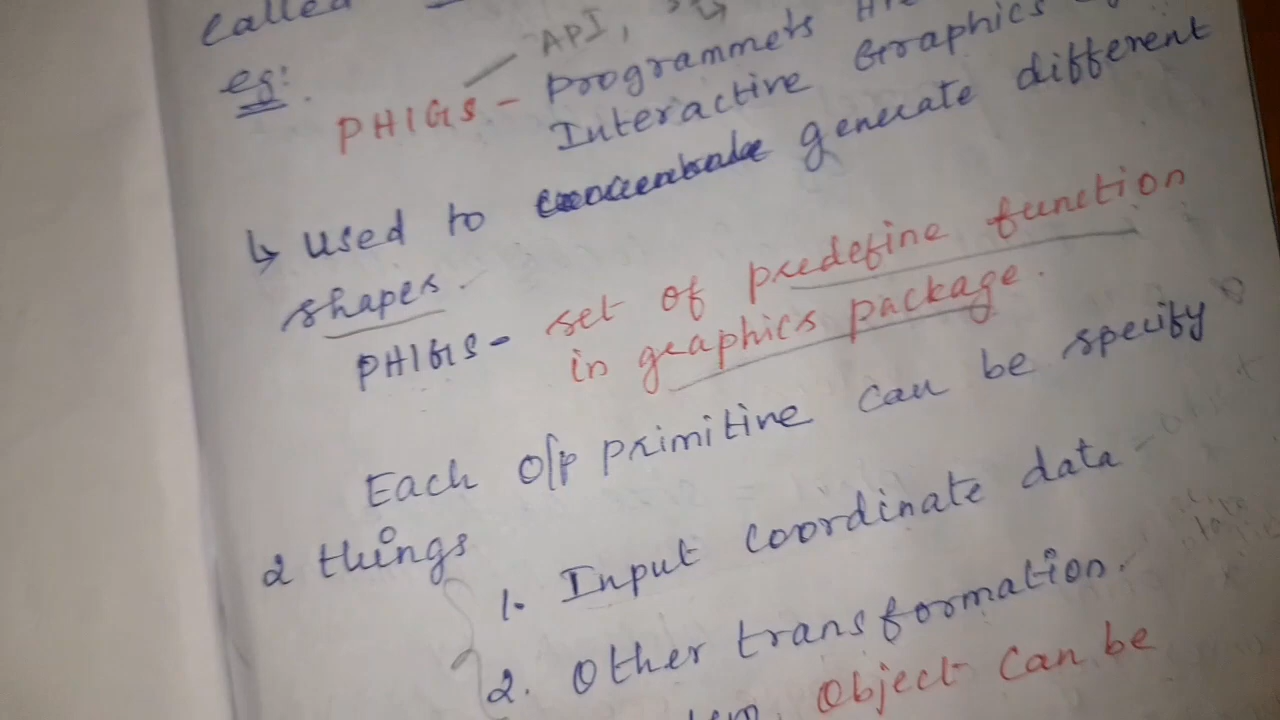 called
eg:
API,
PHIGS - programmers
Interactive Graphics
↳ used to generate different
shapes.
PHIGS - set of predefine function
in graphics package.
Each o/p primitive can be specify
2 things
1. Input coordinate data
2. Other transformation.
Object can be